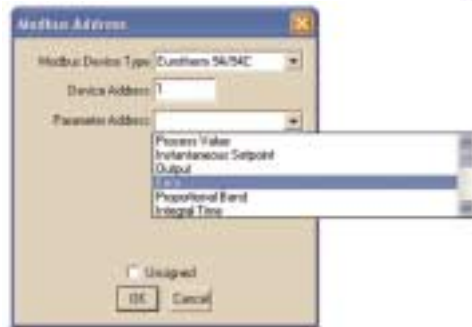 Modbus Address
Modbus Device Type Eurotherm 94/94C
Device Address 1
Parameter Address
Process Value
Instantaneous Setpoint
Output
Proportional Band
Integral Time
Unsigned
OK Cancel